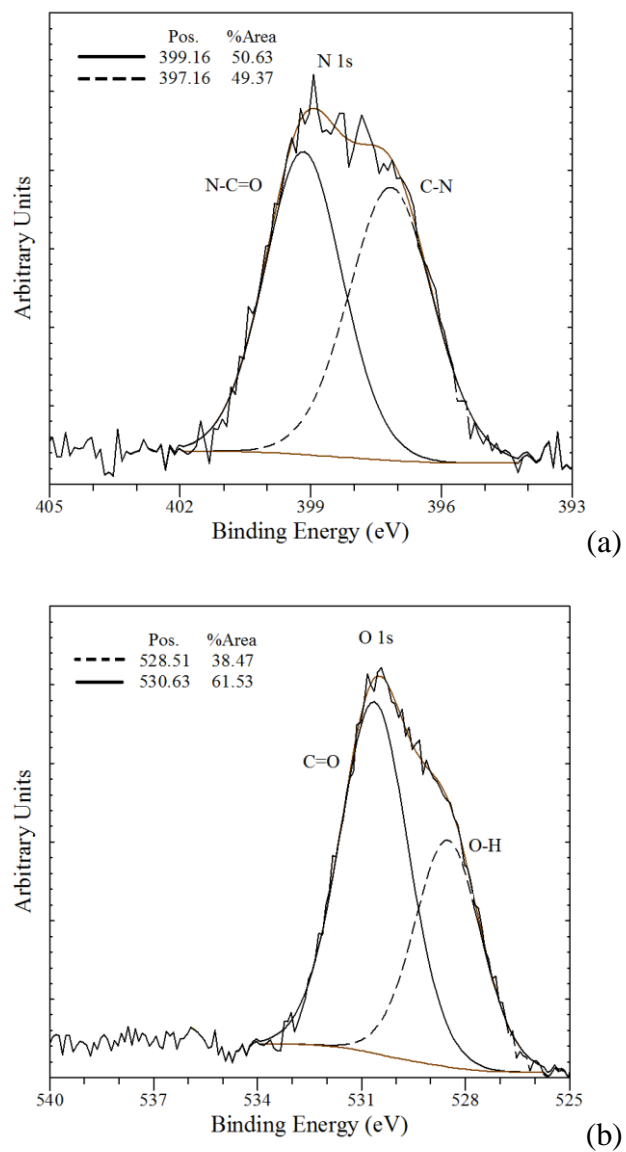 Pos. %Area
399.16 50.63
397.16 49.37
N 1s
N-C=O
C-N
Arbitrary Units
405 402 399 396 393
Binding Energy (eV)
(a)
Pos. %Area
528.51 38.47
530.63 61.53
O 1s
C=O
O-H
Arbitrary Units
540 537 534 531 528 525
Binding Energy (eV)
(b)